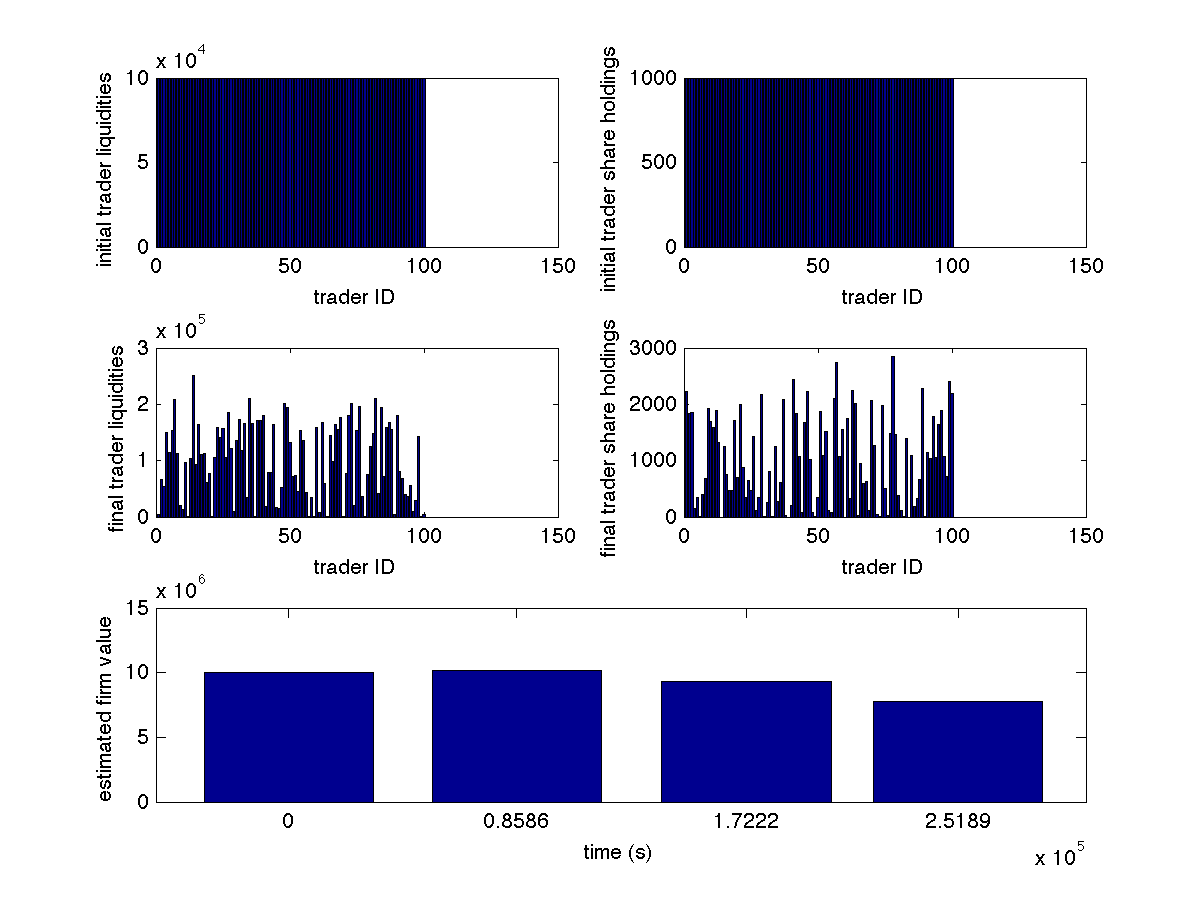 x 10^4
10
5
0
initial trader liquidities
0 50 100 150
trader ID
1000
500
0
initial trader share holdings
0 50 100 150
trader ID
x 10^5
3
2
1
0
final trader liquidities
0 50 100 150
trader ID
3000
2000
1000
0
final trader share holdings
0 50 100 150
trader ID
x 10^6
15
10
5
0
estimated firm value
0 0.8586 1.7222 2.5189
time (s)
x 10^5